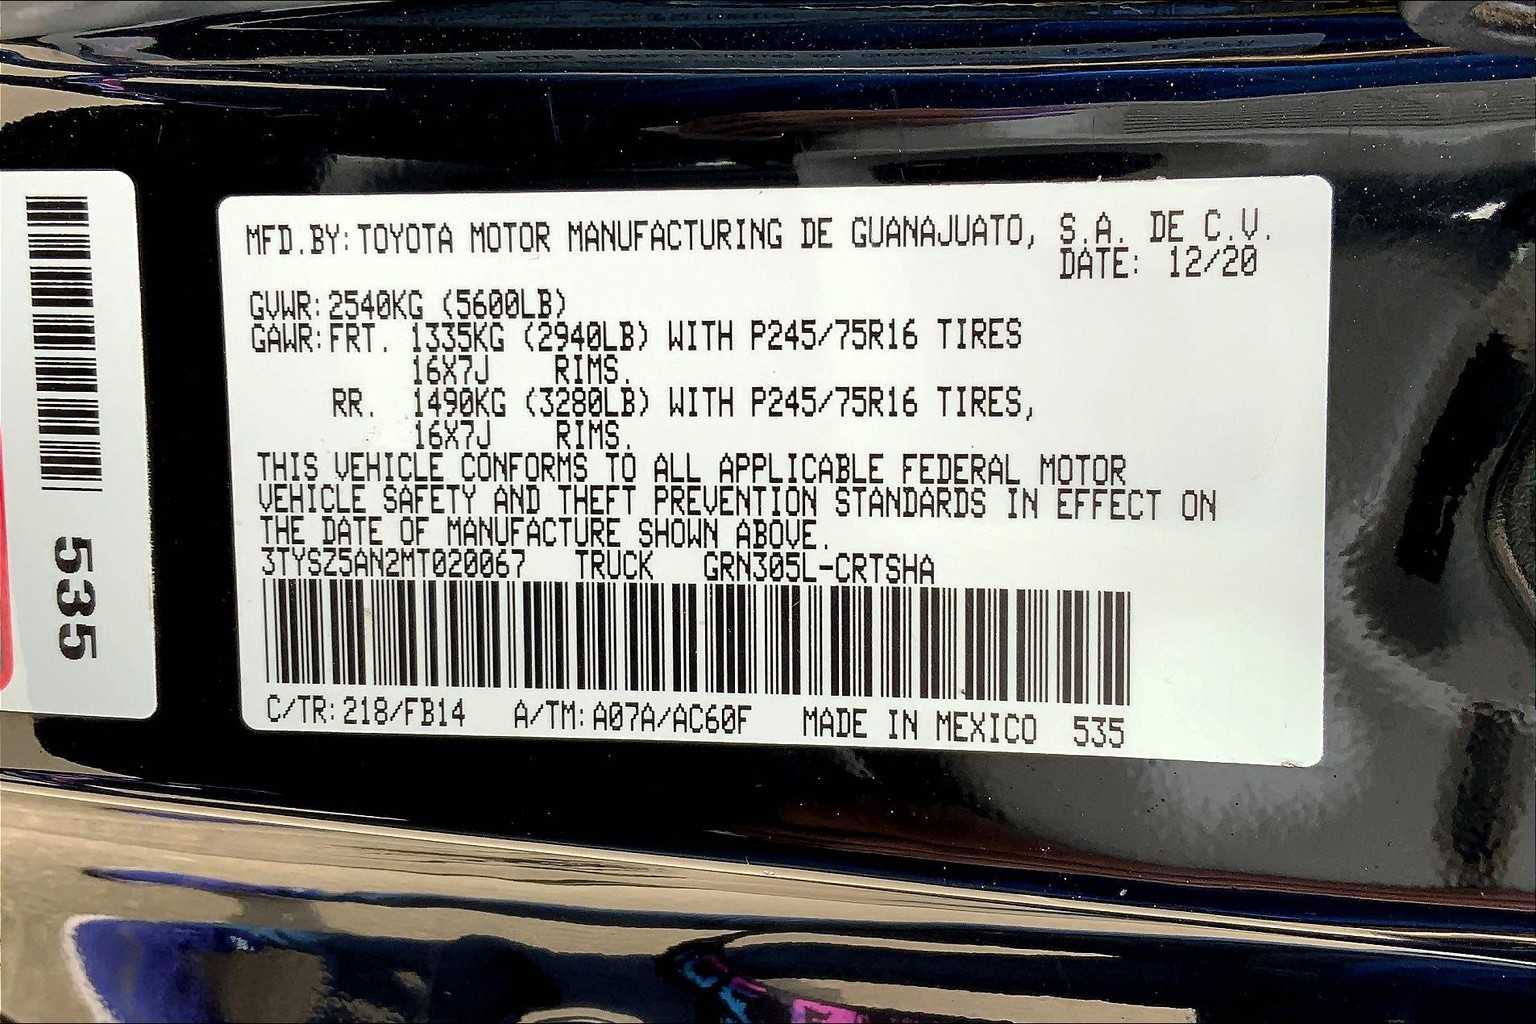 MFD.BY:TOYOTA MOTOR MANUFACTURING DE GUANAJUATO, S.A. DE C.V.
DATE: 12/20
GVWR:2540KG (5600LB)
GAWR:FRT. 1335KG (2940LB) WITH P245/75R16 TIRES
16X7J RIMS.
RR. 1490KG (3280LB) WITH P245/75R16 TIRES,
16X7J RIMS.
THIS VEHICLE CONFORMS TO ALL APPLICABLE FEDERAL MOTOR
VEHICLE SAFETY AND THEFT PREVENTION STANDARDS IN EFFECT ON
THE DATE OF MANUFACTURE SHOWN ABOVE.
3TYSZ5AN2MT020067 TRUCK GRN305L-CRTSHA
C/TR:218/FB14 A/TM:A07A/AC60F MADE IN MEXICO 535
535